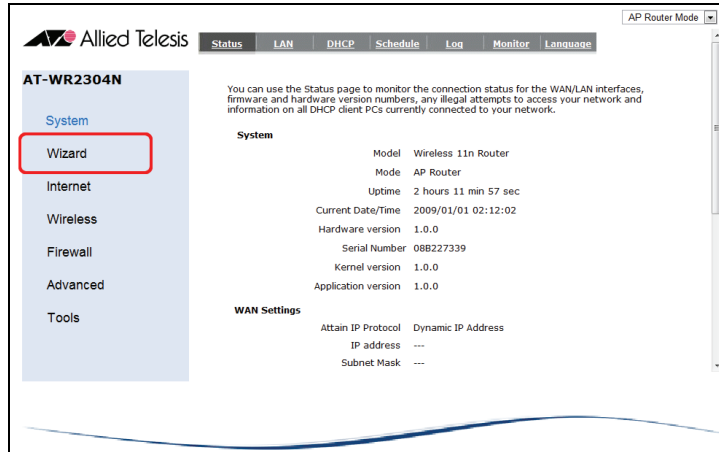 AP Router Mode
Allied Telesis
Status LAN DHCP Schedule Log Monitor Language
AT-WR2304N
System
Wizard
Internet
Wireless
Firewall
Advanced
Tools
You can use the Status page to monitor the connection status for the WAN/LAN interfaces,
firmware and hardware version numbers, any illegal attempts to access your network and
information on all DHCP client PCs currently connected to your network.
System
Model Wireless 11n Router
Mode AP Router
Uptime 2 hours 11 min 57 sec
Current Date/Time 2009/01/01 02:12:02
Hardware version 1.0.0
Serial Number 08B227339
Kernel version 1.0.0
Application version 1.0.0
WAN Settings
Attain IP Protocol Dynamic IP Address
IP address ---
Subnet Mask ---